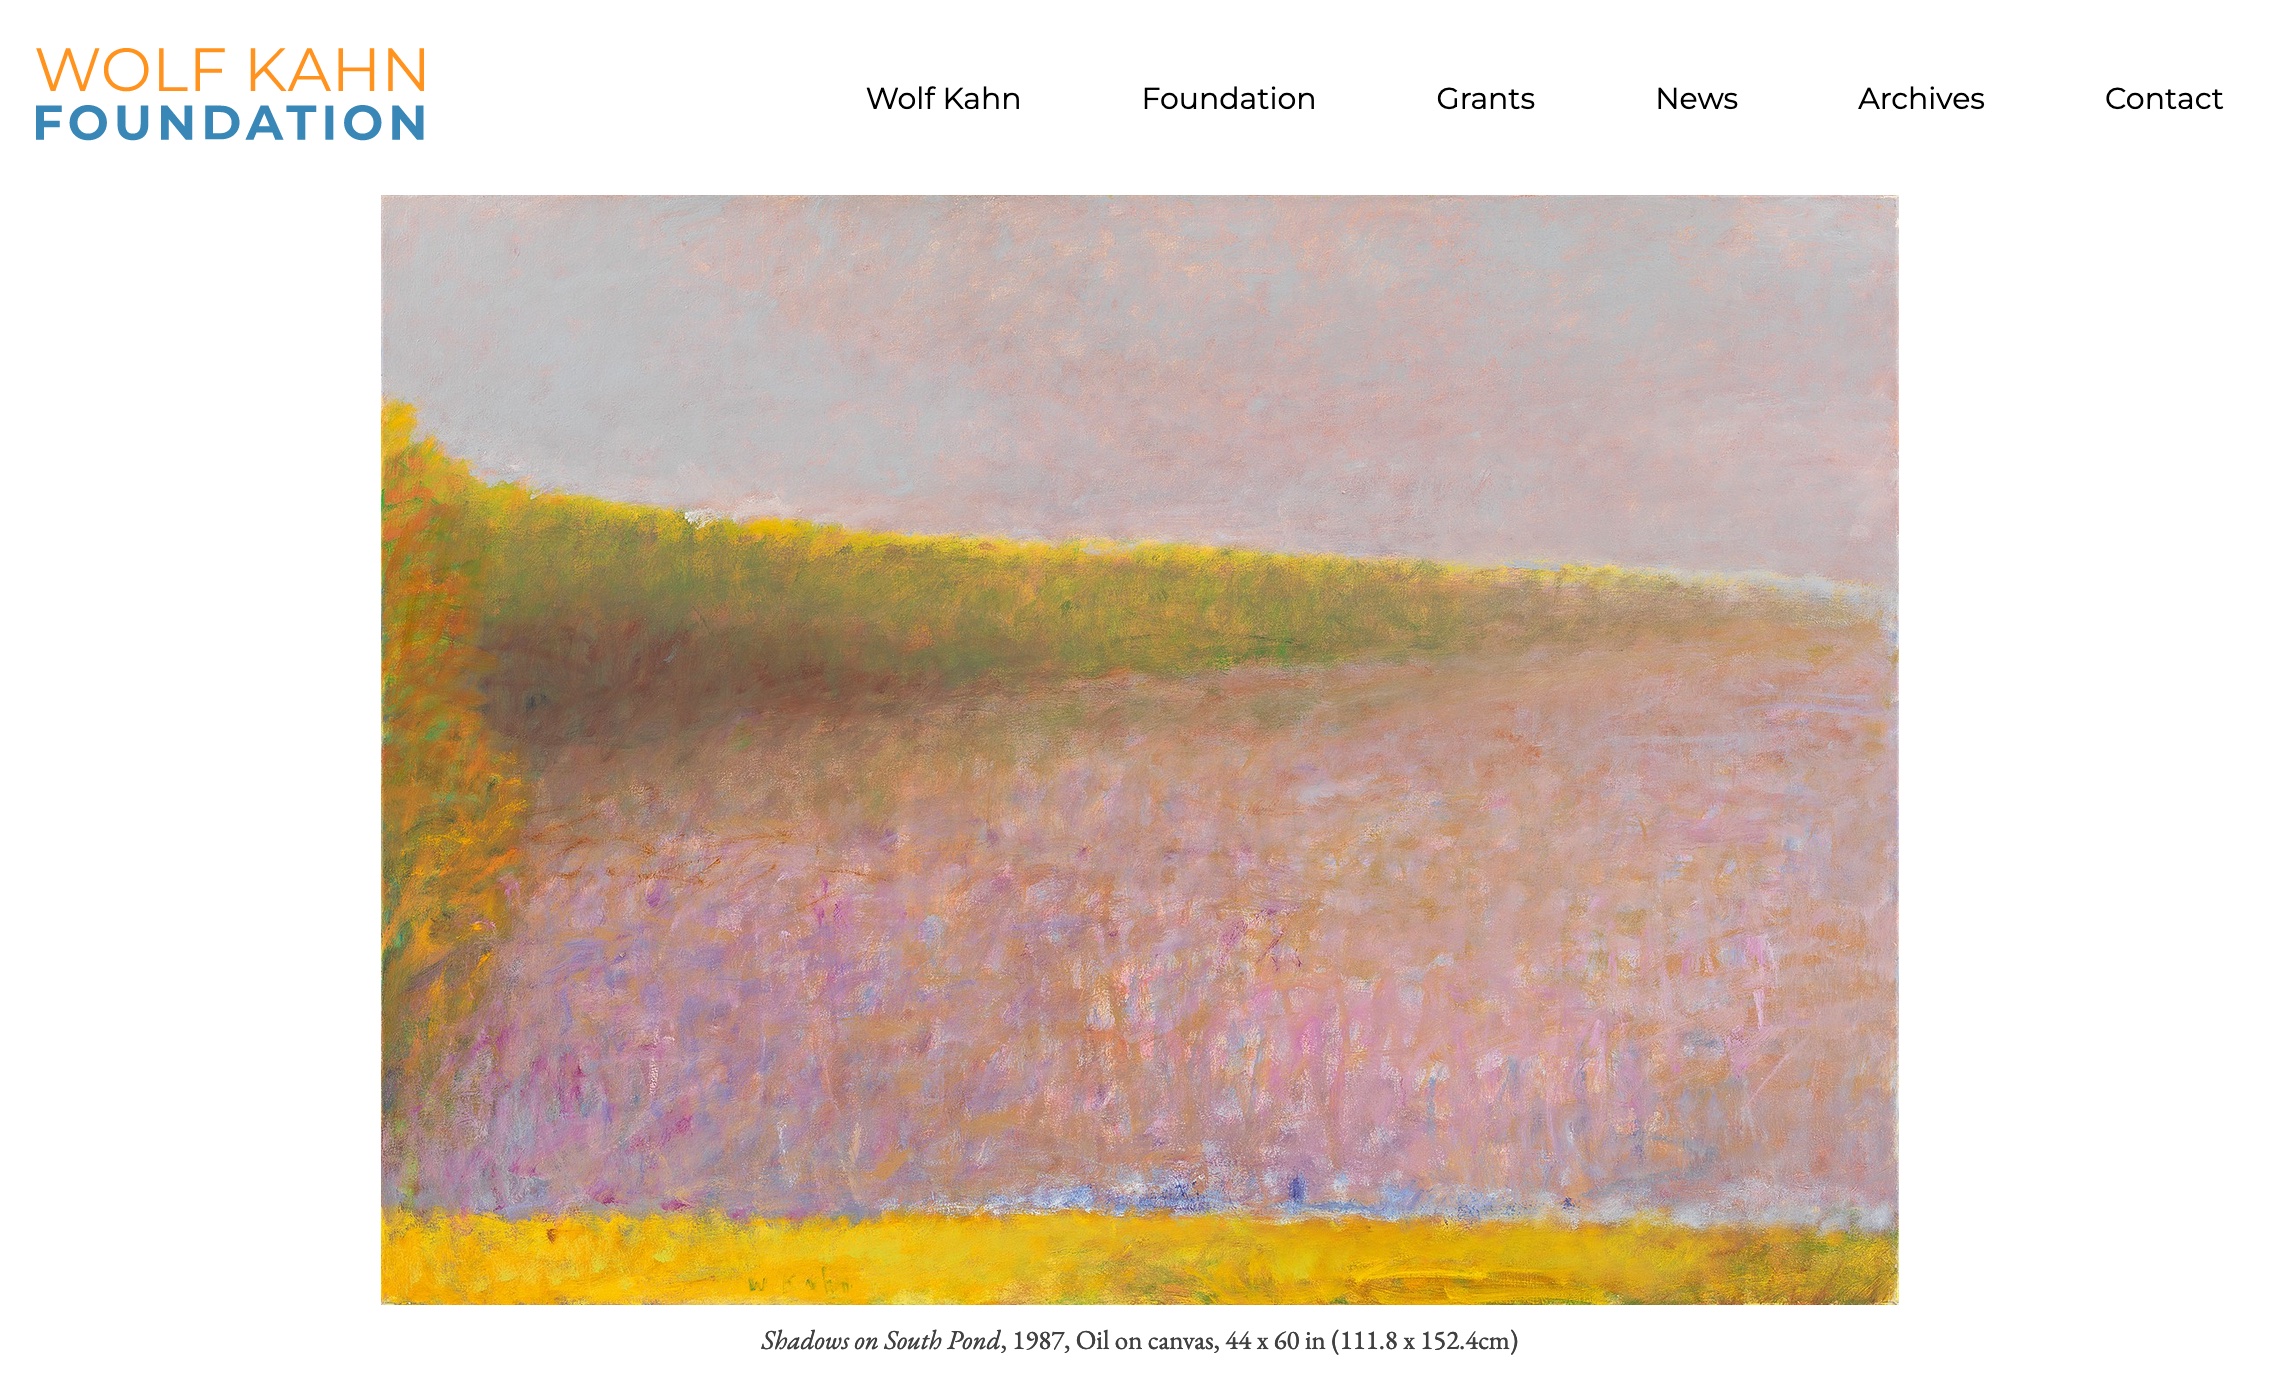 WOLF KAHN
FOUNDATION
Wolf Kahn Foundation Grants News Archives Contact
W Kahn
Shadows on South Pond, 1987, Oil on canvas, 44 x 60 in (111.8 x 152.4cm)